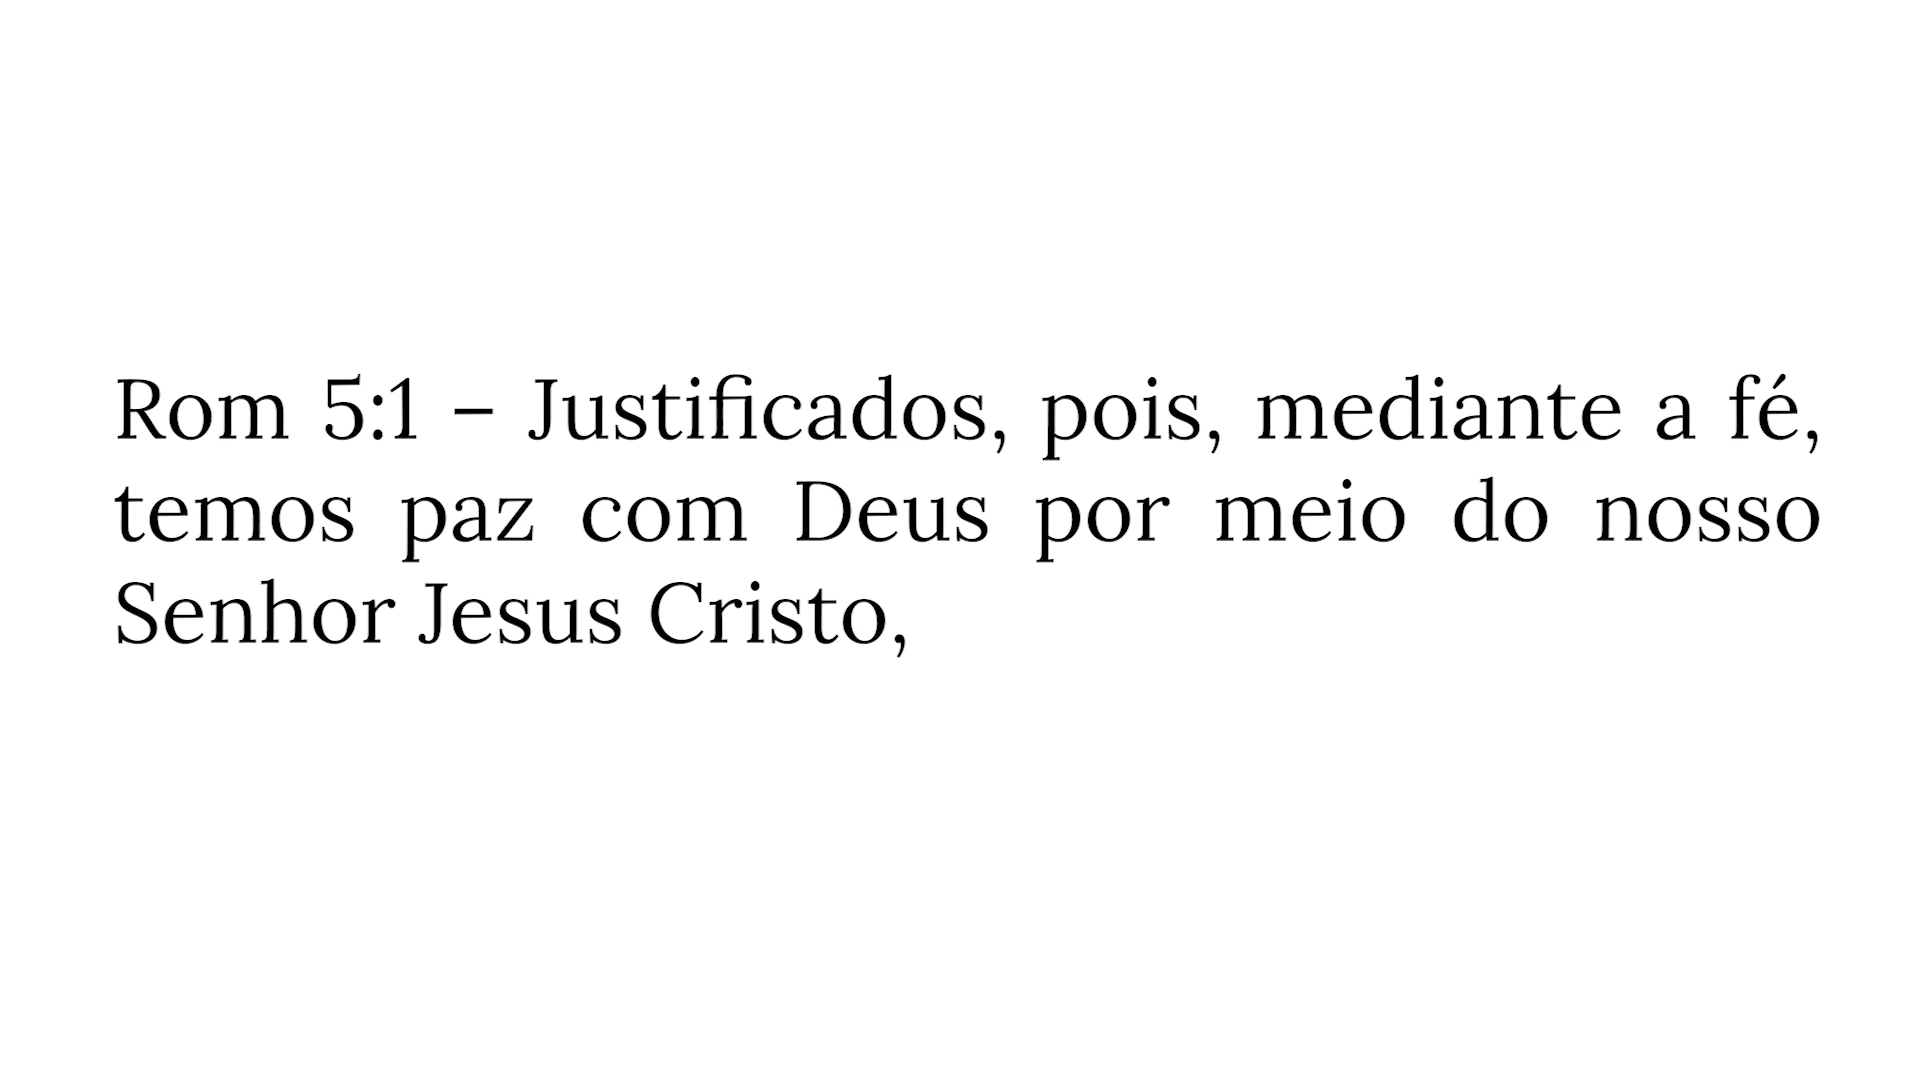 Rom 5:1 – Justificados, pois, mediante a fé,
temos paz com Deus por meio do nosso
Senhor Jesus Cristo,